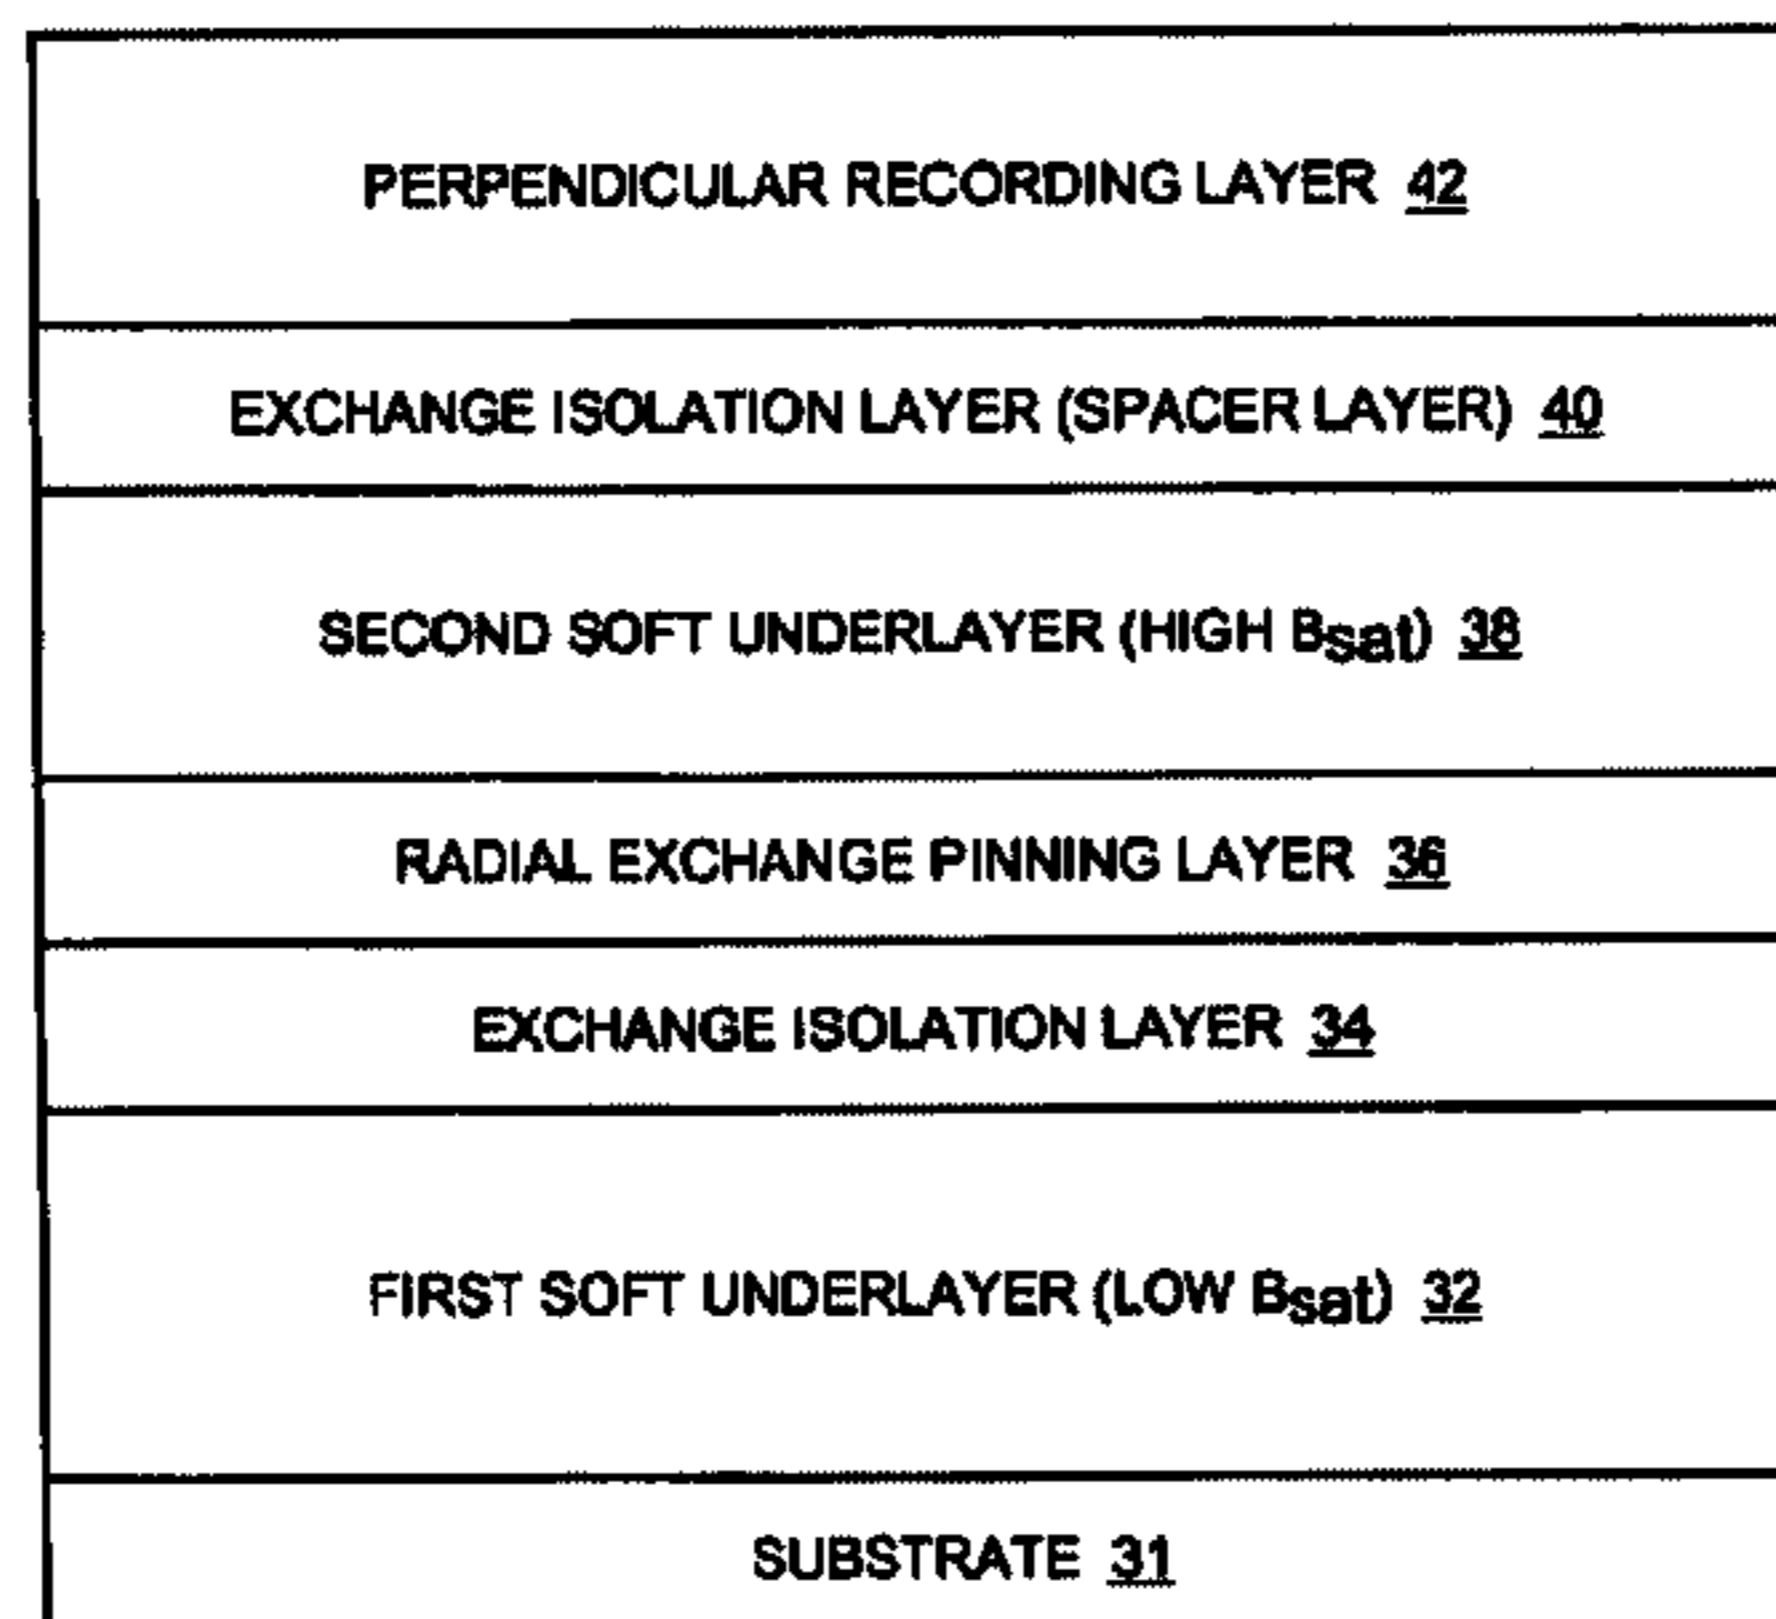 PERPENDICULAR RECORDING LAYER 42
EXCHANGE ISOLATION LAYER (SPACER LAYER) 40
SECOND SOFT UNDERLAYER (HIGH Bsat) 38
RADIAL EXCHANGE PINNING LAYER 36
EXCHANGE ISOLATION LAYER 34
FIRST SOFT UNDERLAYER (LOW Bsat) 32
SUBSTRATE 31